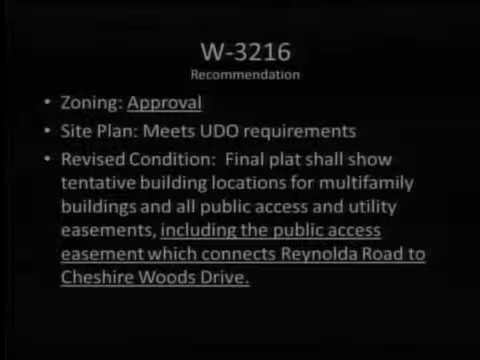 W-3216
Recommendation
• Zoning: Approval
• Site Plan: Meets UDO requirements
• Revised Condition: Final plat shall show
tentative building locations for multifamily
buildings and all public access and utility
easements, including the public access
easement which connects Reynolda Road to
Cheshire Woods Drive.